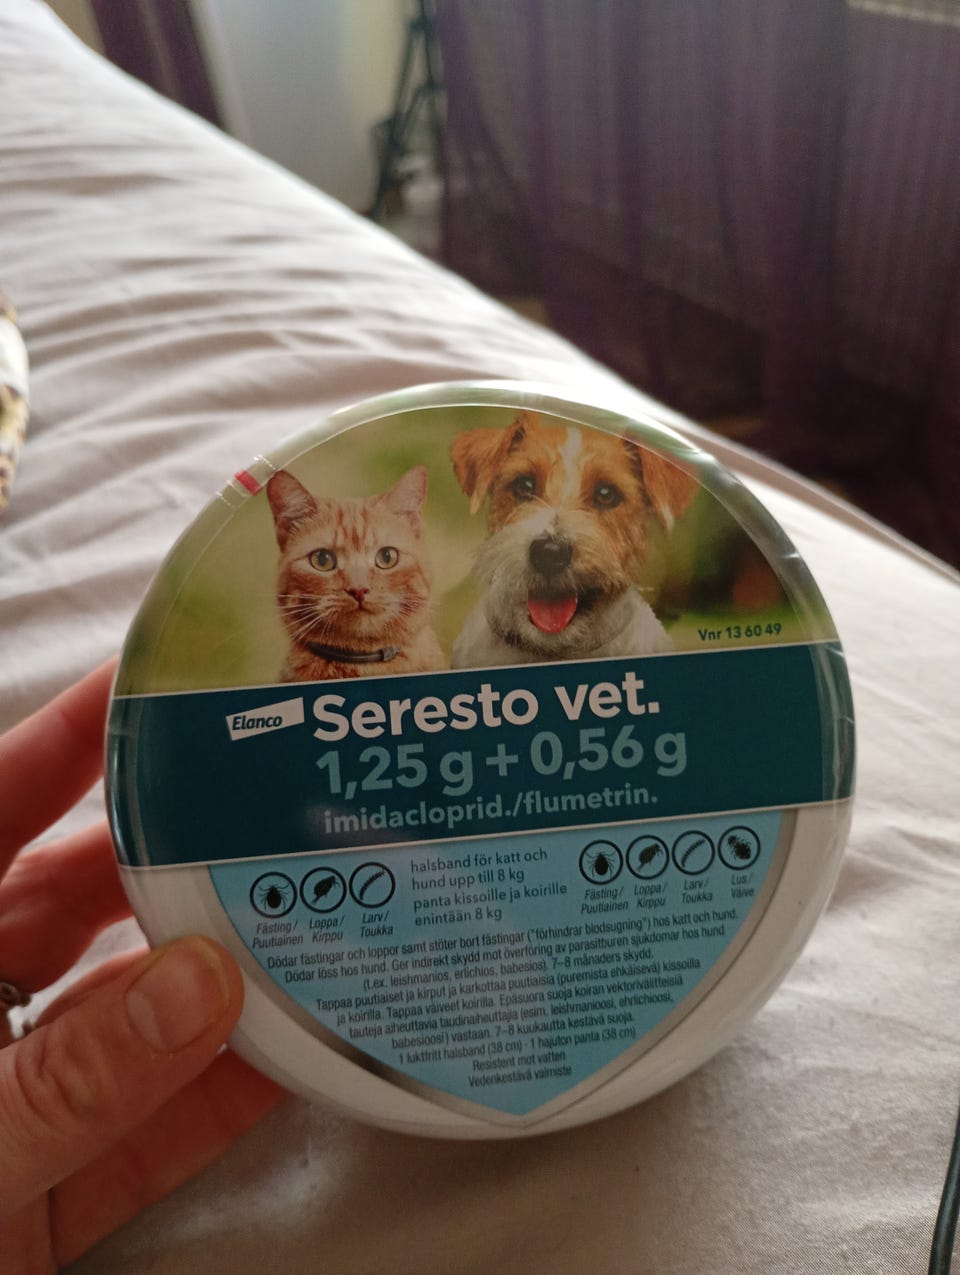 Vnr 13 60 49
Elanco
Seresto vet.
1,25 g + 0,56 g
imidacloprid./flumetrin.
halsband för katt och
hund upp till 8 kg
panta kissoille ja koirille
enintään 8 kg
Fästing/
Puutiainen
Loppa/
Kirppu
Larv/
Toukka
Fästing/
Puutiainen
Loppa/
Kirppu
Larv/
Toukka
Lus/
Väive
Dödar fästingar och loppor samt stöter bort fästingar ("förhindrar blodsugning") hos katt och hund.
Dödar löss hos hund. Ger indirekt skydd mot överföring av parasitburen sjukdomar hos hund
(t.ex. leishmanios, erlichios, babesios). 7–8 månaders skydd.
Tappaa puutiaiset ja kirput ja karkottaa puutiaisia (puremista ehkäisevä) kissoilla
ja koirilla. Tappaa väiveet koirilla. Epäsuora suoja koiran vektorivälitteisiä
tauteja aiheuttavia taudinaiheuttajia (esim. leishmanioosi, ehrlichioosi,
babesioosi) vastaan. 7–8 kuukautta kestävä suoja.
1 luktfritt halsband (38 cm) · 1 hajuton panta (38 cm)
Resistent mot vatten
Vedenkestävä valmiste